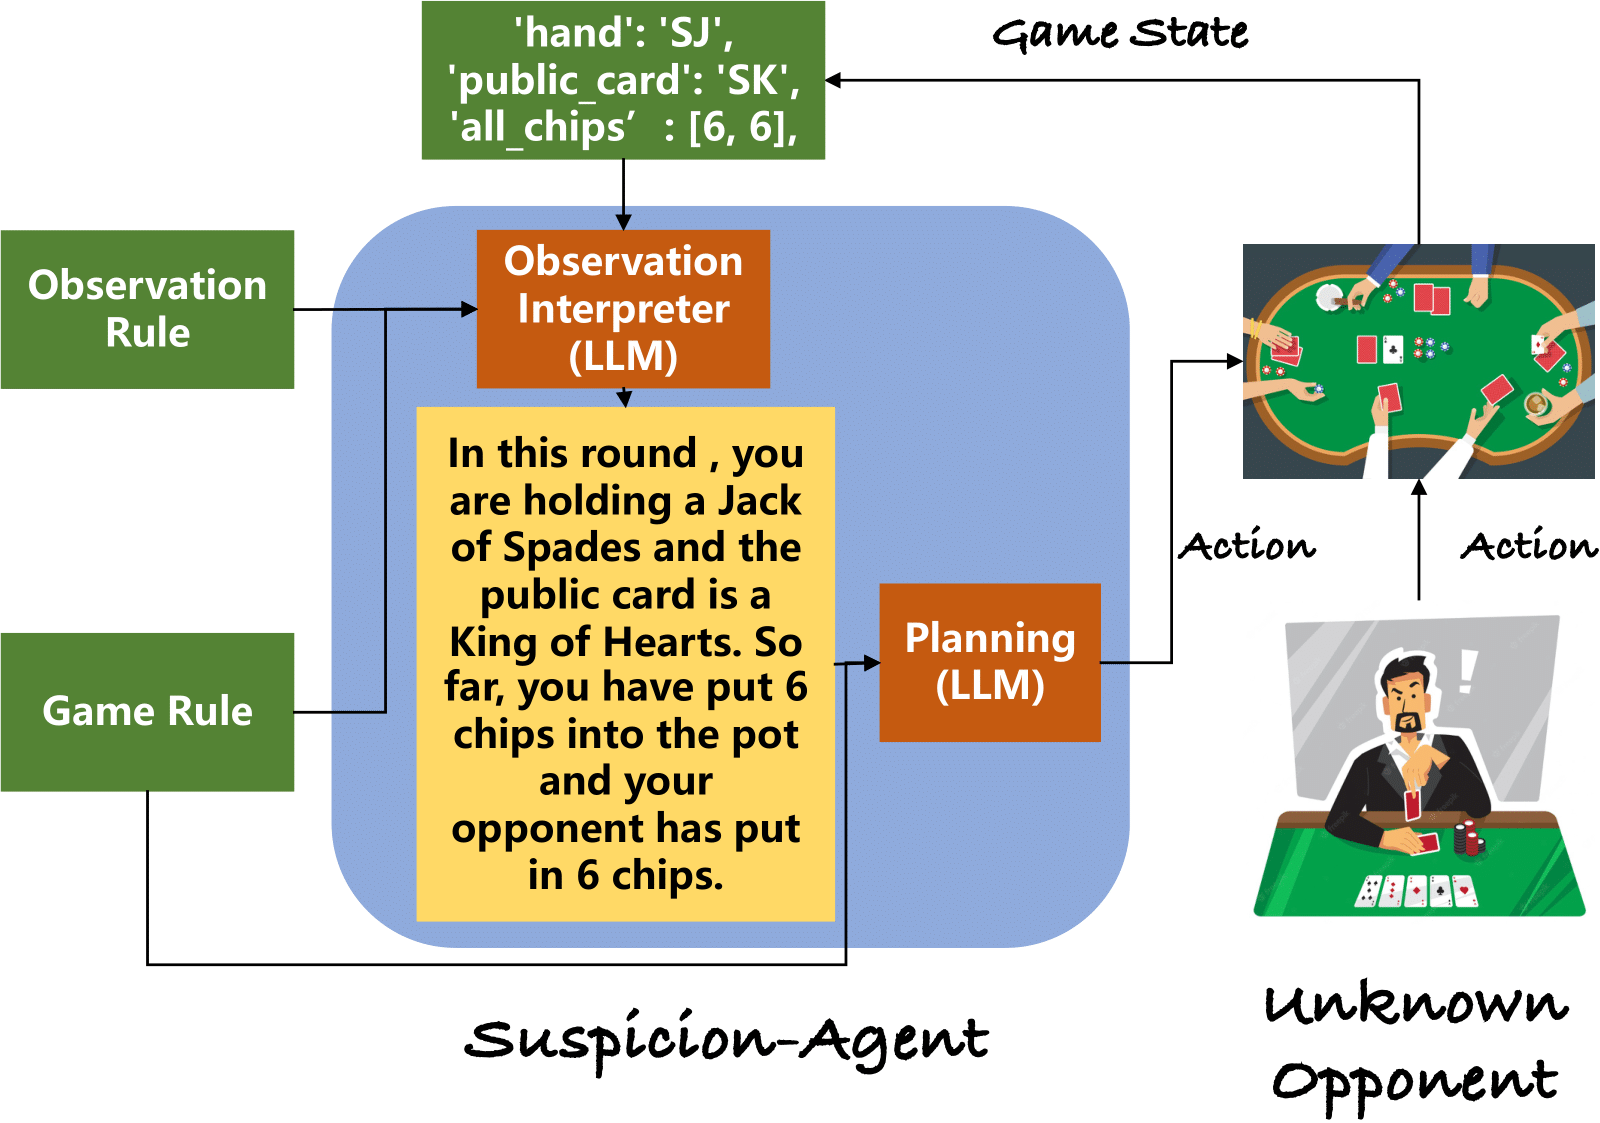 'hand': 'SJ',
'public_card': 'SK',
'all_chips’ : [6, 6],
Game State
Observation
Rule
Observation
Interpreter
(LLM)
In this round , you
are holding a Jack
of Spades and the
public card is a
King of Hearts. So
far, you have put 6
chips into the pot
and your
opponent has put
in 6 chips.
Game Rule
Planning
(LLM)
Action
Action
Suspicion-Agent
Unknown
Opponent